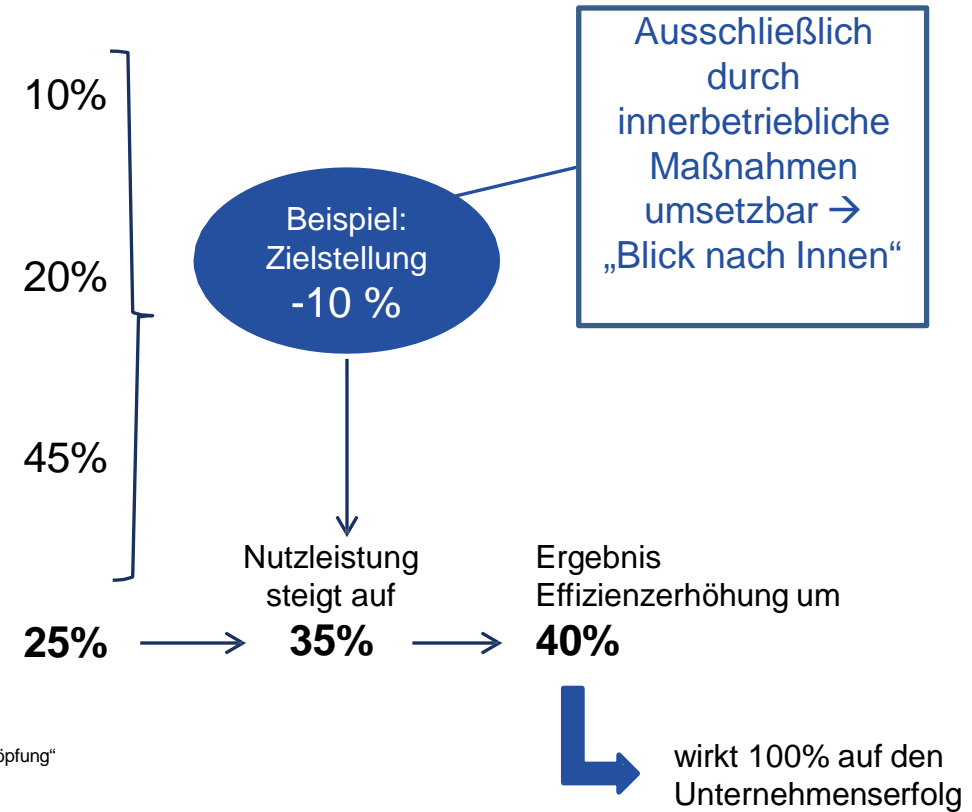 Ausschließlich
durch
innerbetriebliche
Maßnahmen
umsetzbar →
„Blick nach Innen“
10%
Beispiel:
Zielstellung
-10 %
20%
45%
Nutzleistung
steigt auf
35%
Ergebnis
Effizienzerhöhung um
40%
25%
öpfung“
wirkt 100% auf den
Unternehmenserfolg